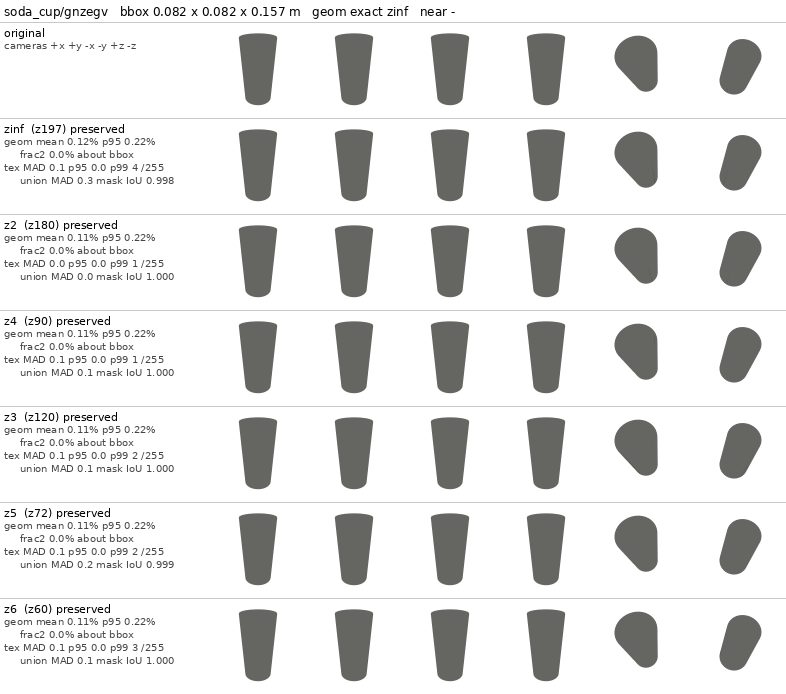 soda_cup/gnzegv bbox 0.082 x 0.082 x 0.157 m geom exact zinf near -
original
cameras +x +y -x -y +z -z
zinf (z197) preserved
geom mean 0.12% p95 0.22%
frac2 0.0% about bbox
tex MAD 0.1 p95 0.0 p99 4 /255
union MAD 0.3 mask IoU 0.998
z2 (z180) preserved
geom mean 0.11% p95 0.22%
frac2 0.0% about bbox
tex MAD 0.0 p95 0.0 p99 1 /255
union MAD 0.0 mask IoU 1.000
z4 (z90) preserved
geom mean 0.11% p95 0.22%
frac2 0.0% about bbox
tex MAD 0.1 p95 0.0 p99 1 /255
union MAD 0.1 mask IoU 1.000
z3 (z120) preserved
geom mean 0.11% p95 0.22%
frac2 0.0% about bbox
tex MAD 0.1 p95 0.0 p99 2 /255
union MAD 0.1 mask IoU 1.000
z5 (z72) preserved
geom mean 0.11% p95 0.22%
frac2 0.0% about bbox
tex MAD 0.1 p95 0.0 p99 2 /255
union MAD 0.2 mask IoU 0.999
z6 (z60) preserved
geom mean 0.11% p95 0.22%
frac2 0.0% about bbox
tex MAD 0.1 p95 0.0 p99 3 /255
union MAD 0.1 mask IoU 1.000